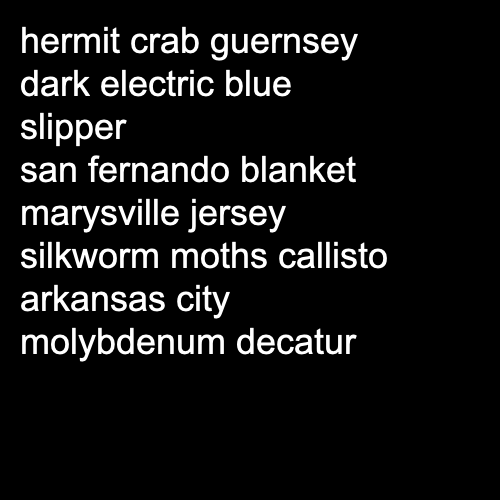 hermit crab guernsey
dark electric blue
slipper
san fernando blanket
marysville jersey
silkworm moths callisto
arkansas city
molybdenum decatur